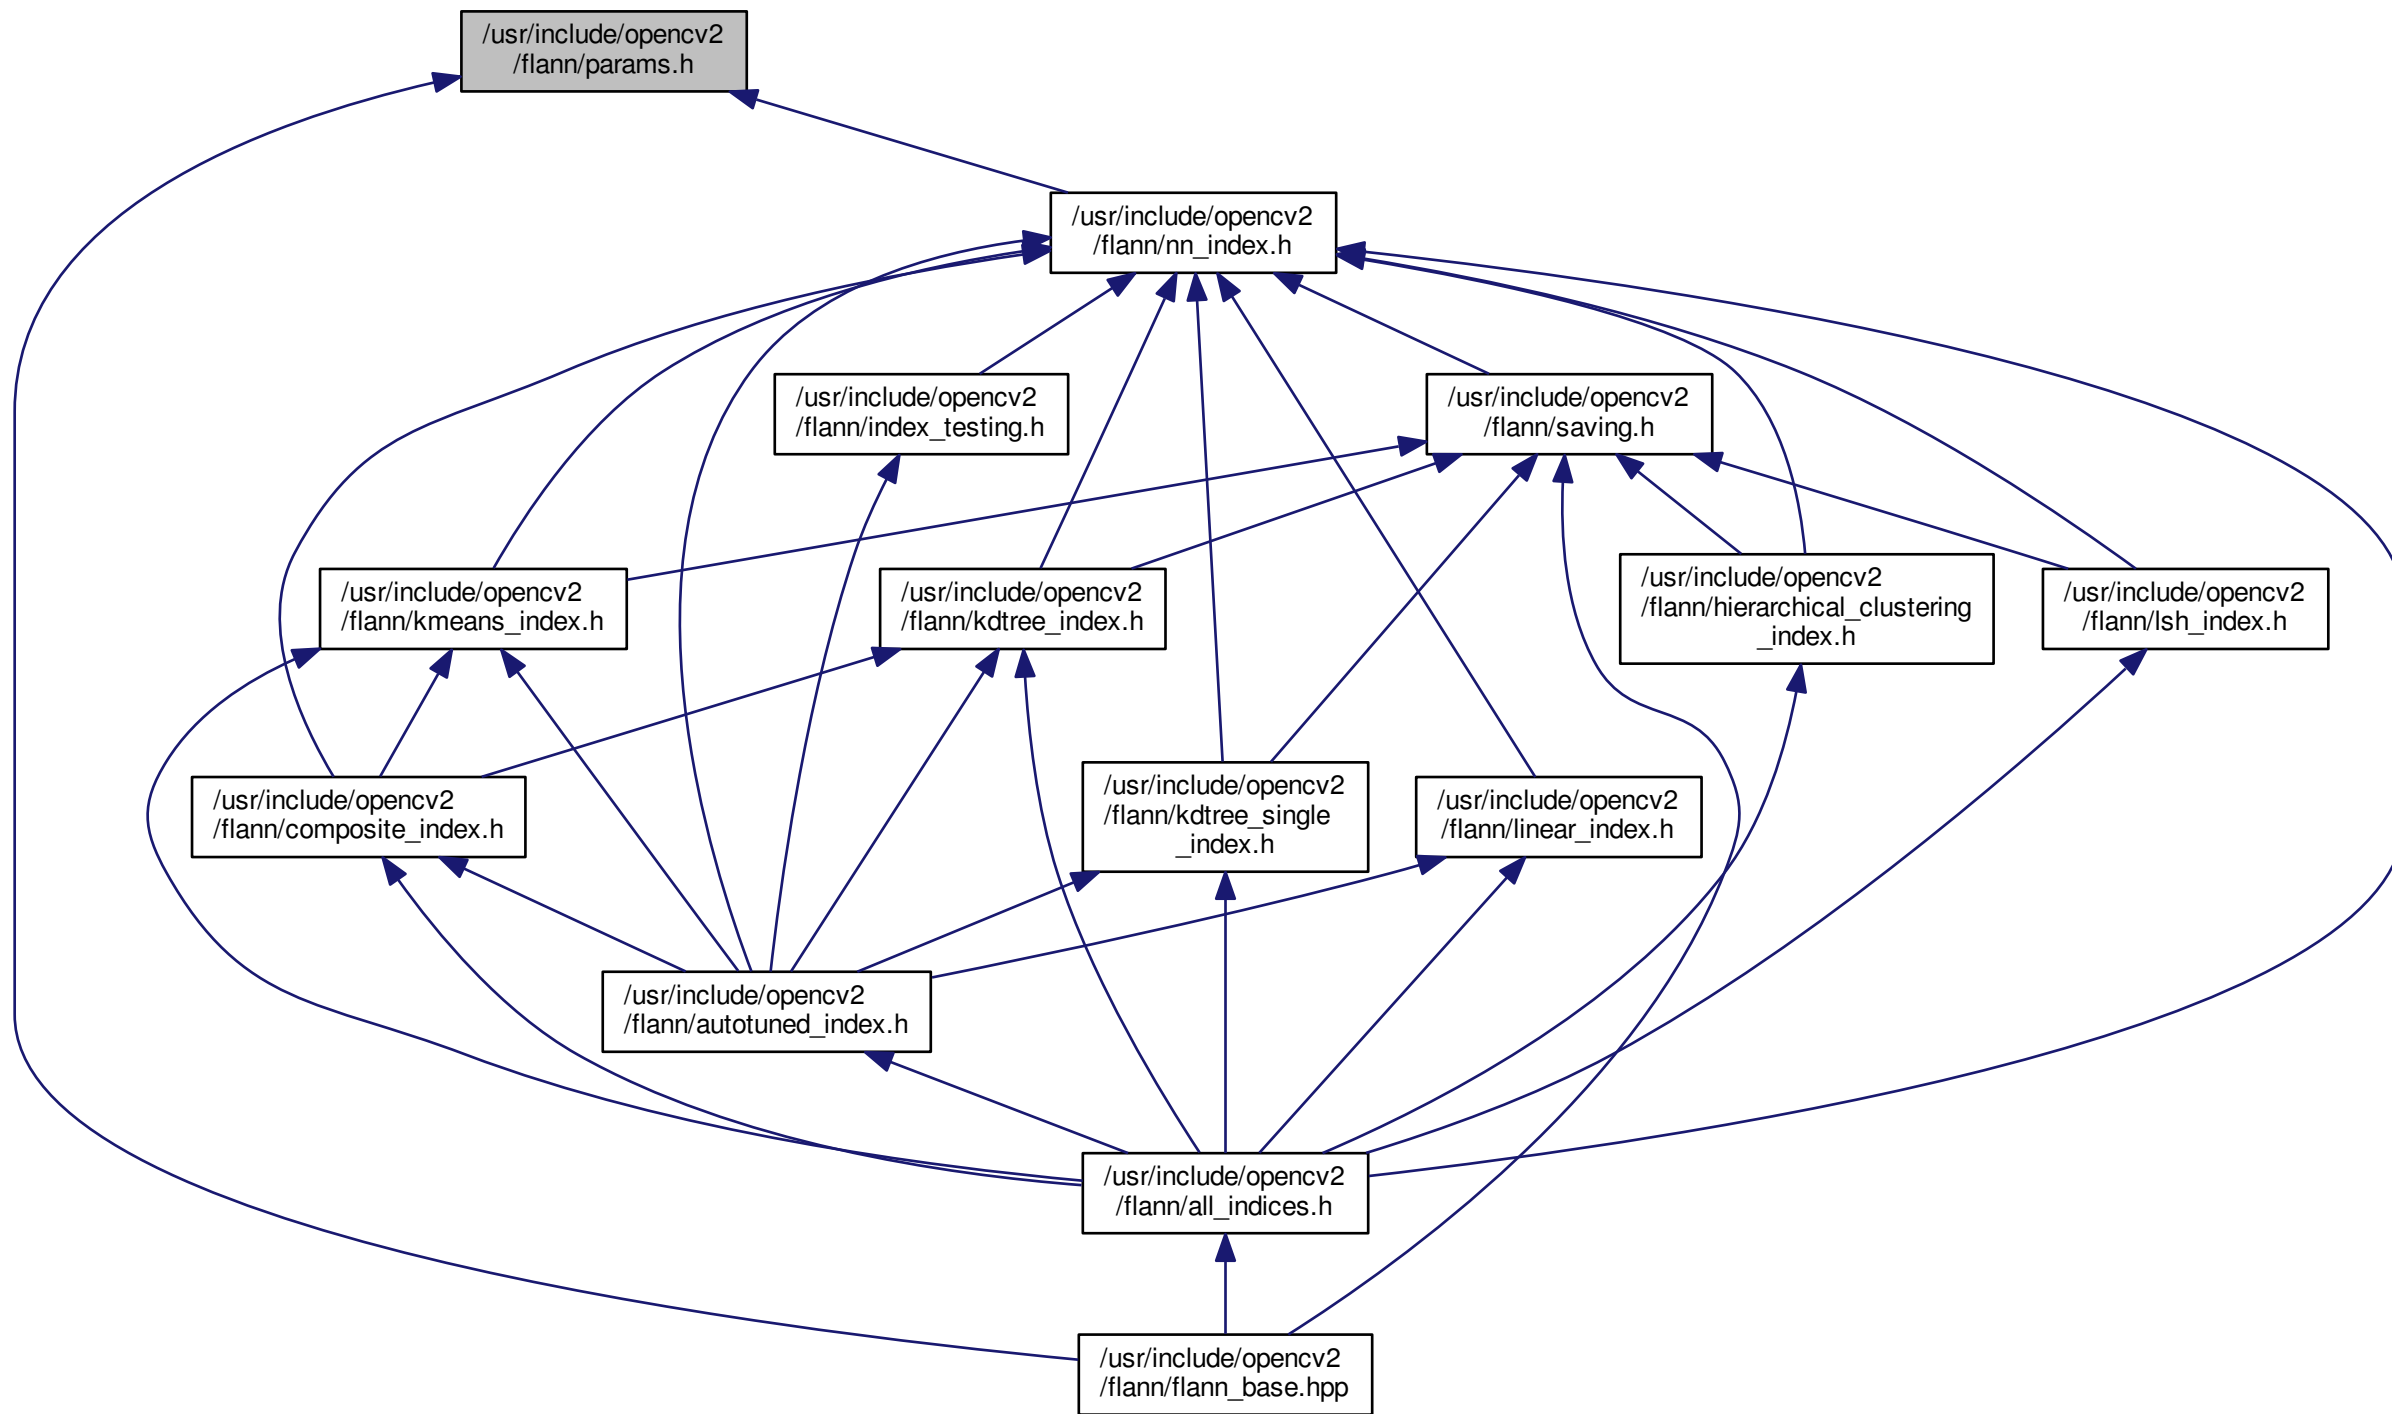 /usr/include/opencv2
/flann/params.h
/usr/include/opencv2
/flann/nn_index.h
/usr/include/opencv2
/flann/index_testing.h
/usr/include/opencv2
/flann/saving.h
/usr/include/opencv2
/flann/kmeans_index.h
/usr/include/opencv2
/flann/kdtree_index.h
/usr/include/opencv2
/flann/hierarchical_clustering
_index.h
/usr/include/opencv2
/flann/lsh_index.h
/usr/include/opencv2
/flann/composite_index.h
/usr/include/opencv2
/flann/kdtree_single
_index.h
/usr/include/opencv2
/flann/linear_index.h
/usr/include/opencv2
/flann/autotuned_index.h
/usr/include/opencv2
/flann/all_indices.h
/usr/include/opencv2
/flann/flann_base.hpp